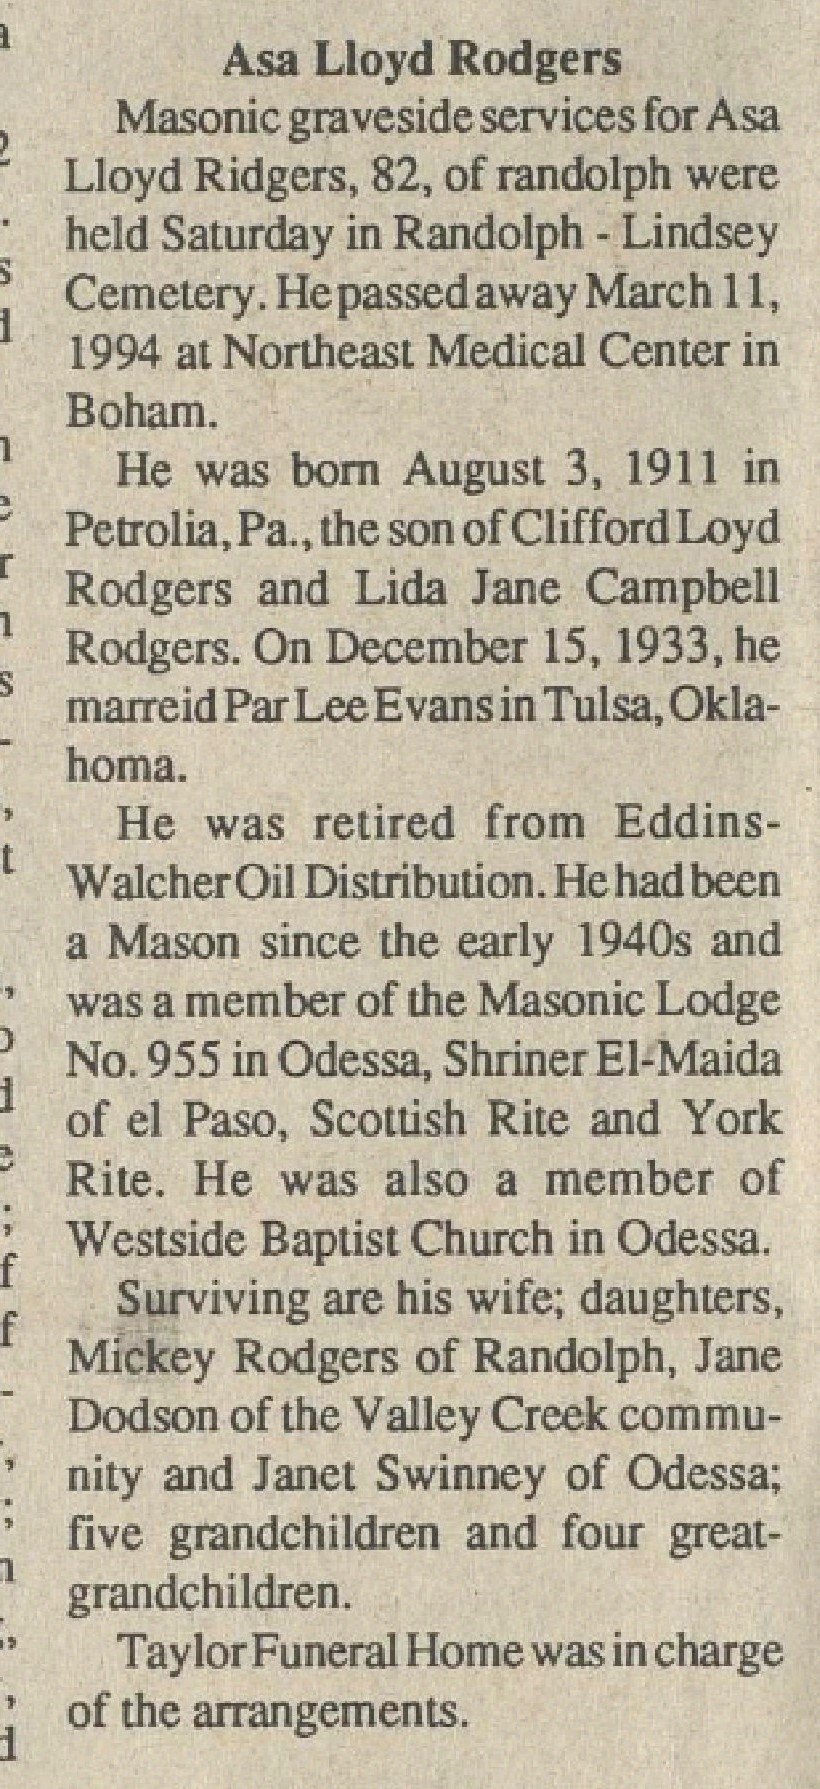 Asa Lloyd Rodgers
Masonic graveside services for Asa
Lloyd Ridgers, 82, of randolph were
held Saturday in Randolph - Lindsey
Cemetery. He passed away March 11,
1994 at Northeast Medical Center in
Boham.
He was born August 3, 1911 in
Petrolia, Pa., the son of Clifford Loyd
Rodgers and Lida Jane Campbell
Rodgers. On December 15, 1933, he
marreid Par Lee Evans in Tulsa, Okla-
homa.
He was retired from Eddins-
Walcher Oil Distribution. He had been
a Mason since the early 1940s and
was a member of the Masonic Lodge
No. 955 in Odessa, Shriner El-Maida
of el Paso, Scottish Rite and York
Rite. He was also a member of
Westside Baptist Church in Odessa.
Surviving are his wife; daughters,
Mickey Rodgers of Randolph, Jane
Dodson of the Valley Creek commu-
nity and Janet Swinney of Odessa;
five grandchildren and four great-
grandchildren.
Taylor Funeral Home was in charge
of the arrangements.